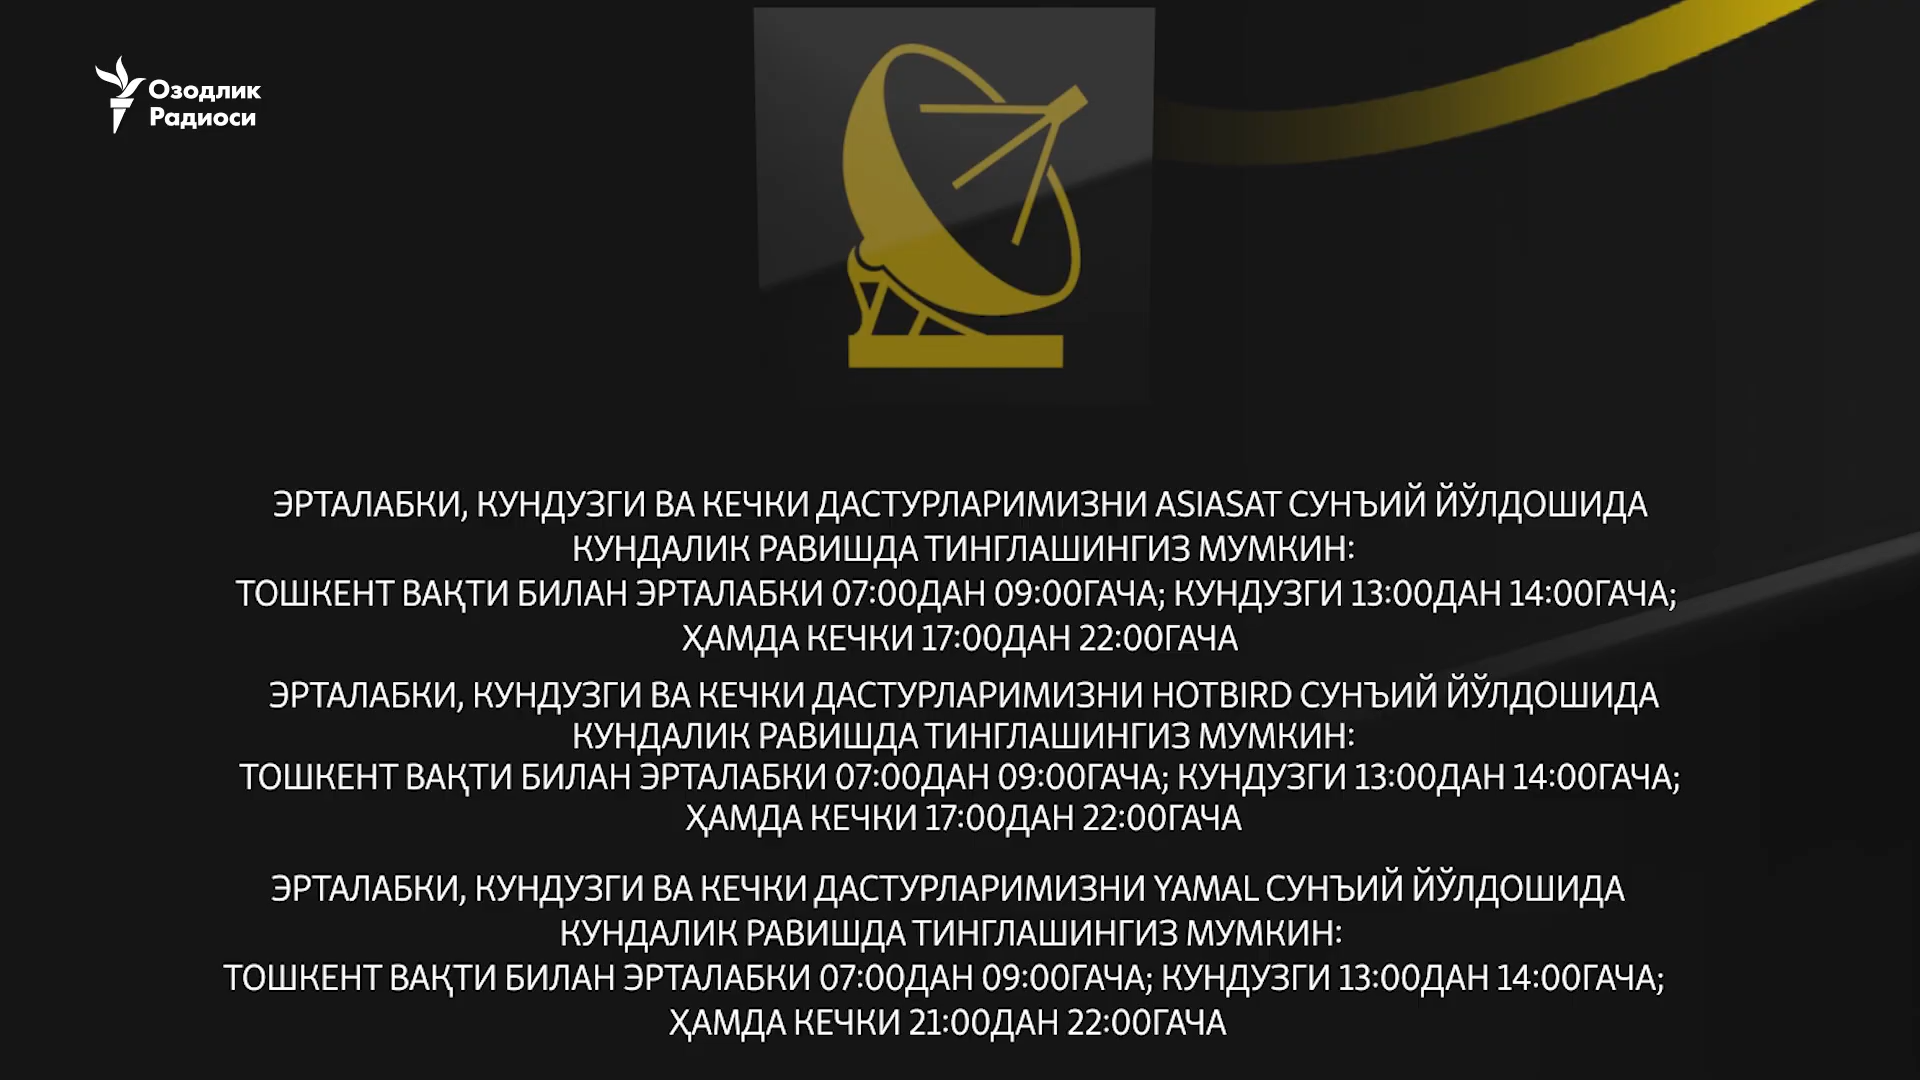 Озодлик
Радиоси
ЭРТАЛАБКИ, КУНДУЗГИ ВА КЕЧКИ ДАСТУРЛАРИМИЗНИ ASIASAT СУНЪИЙ ЙЎЛДОШИДА
КУНДАЛИК РАВИШДА ТИНГЛАШИНГИЗ МУМКИН:
ТОШКЕНТ ВАҚТИ БИЛАН ЭРТАЛАБКИ 07:00ДАН 09:00ГАЧА; КУНДУЗГИ 13:00ДАН 14:00ГАЧА;
ҲАМДА КЕЧКИ 17:00ДАН 22:00ГАЧА
ЭРТАЛАБКИ, КУНДУЗГИ ВА КЕЧКИ ДАСТУРЛАРИМИЗНИ HOTBIRD СУНЪИЙ ЙЎЛДОШИДА
КУНДАЛИК РАВИШДА ТИНГЛАШИНГИЗ МУМКИН:
ТОШКЕНТ ВАҚТИ БИЛАН ЭРТАЛАБКИ 07:00ДАН 09:00ГАЧА; КУНДУЗГИ 13:00ДАН 14:00ГАЧА;
ҲАМДА КЕЧКИ 17:00ДАН 22:00ГАЧА
ЭРТАЛАБКИ, КУНДУЗГИ ВА КЕЧКИ ДАСТУРЛАРИМИЗНИ YAMAL СУНЪИЙ ЙЎЛДОШИДА
КУНДАЛИК РАВИШДА ТИНГЛАШИНГИЗ МУМКИН:
ТОШКЕНТ ВАҚТИ БИЛАН ЭРТАЛАБКИ 07:00ДАН 09:00ГАЧА; КУНДУЗГИ 13:00ДАН 14:00ГАЧА;
ҲАМДА КЕЧКИ 21:00ДАН 22:00ГАЧА